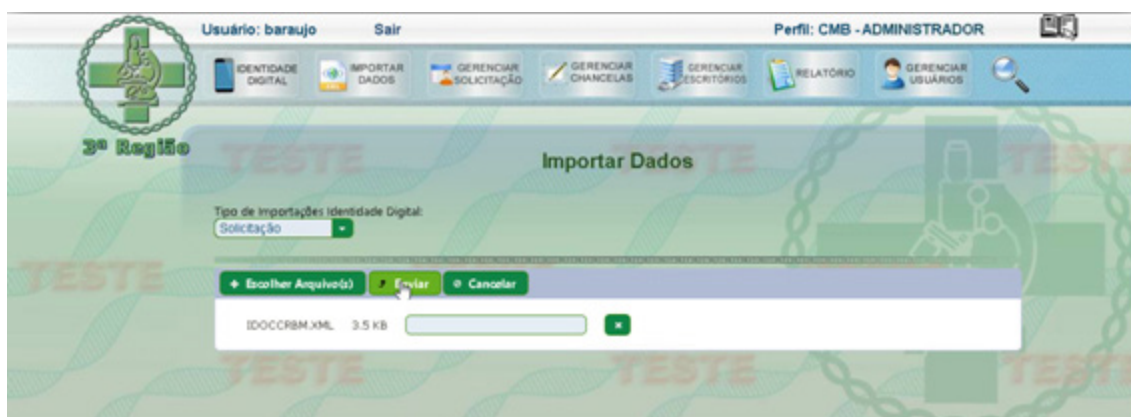 Usuário: baraujo Sair Perfil: CMB - ADMINISTRADOR
IDENTIDADE DIGITAL
IMPORTAR DADOS
GERENCIAR SOLICITAÇÃO
GERENCIAR CHANCELAS
GERENCIAR ESCRITÓRIOS
RELATÓRIO
GERENCIAR USUÁRIOS
3ª Região
TESTE TESTE TESTE
Importar Dados
Tipo de Importações Identidade Digital:
Solicitação
TESTE
+ Escolher Arquivo(s) Enviar Cancelar
IDOCCRBM.XML 3.5 KB
TESTE TESTE TESTE